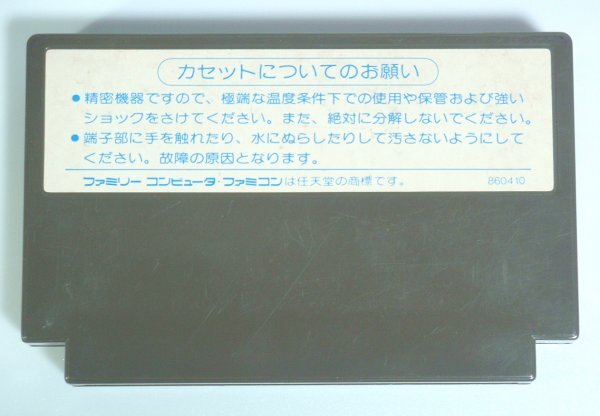 カセットについてのお願い
●精密機器ですので、極端な温度条件下での使用や保管および強い
ショックをさけてください。また、絶対に分解しないでください。
●端子部に手を触れたり、水にぬらしたりして汚さないようにして
ください。故障の原因となります。
ファミリー コンピュータ・ファミコンは任天堂の商標です。 860410